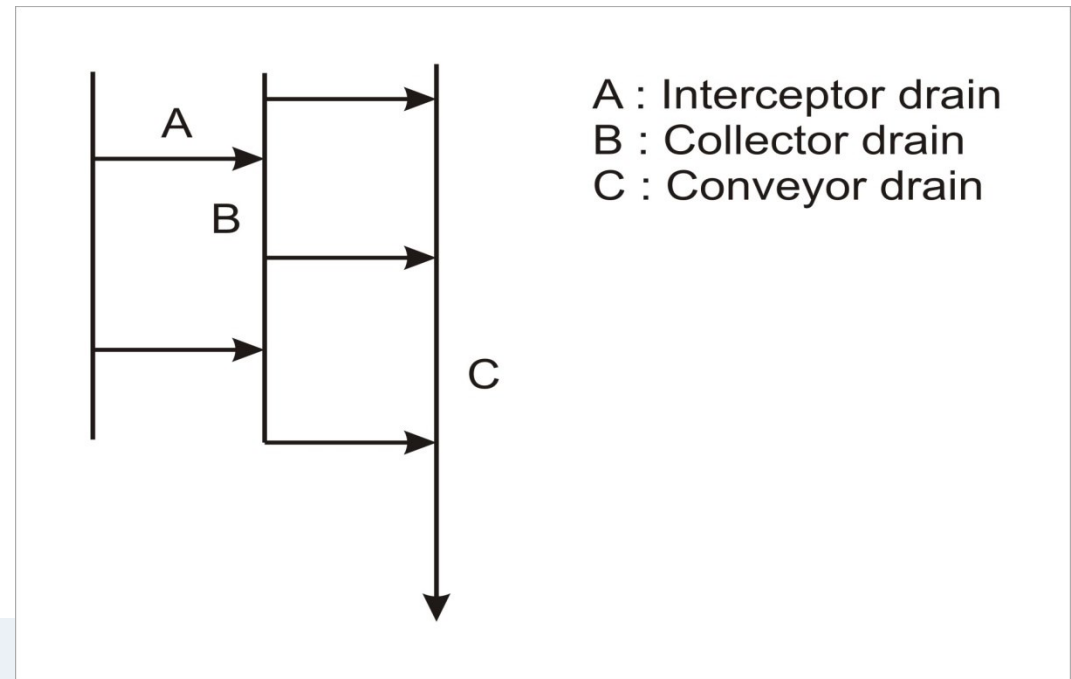 A
B
C
A : Interceptor drain
B : Collector drain
C : Conveyor drain